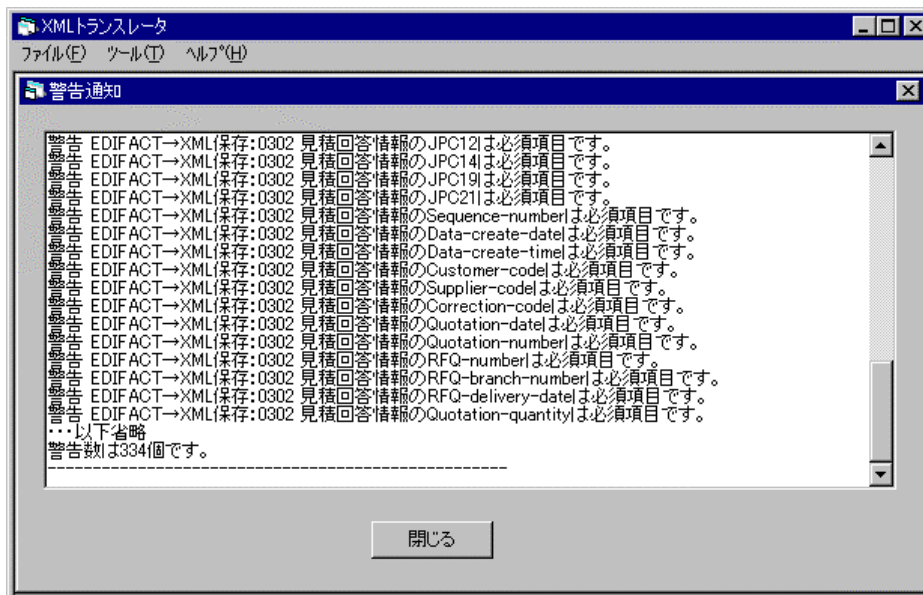 XMLトランスレータ
ファイル(F) ツール(T) ヘルプ(H)
警告通知
警告 EDIFACT→XML保存:0302 見積回答情報のJPC12は必須項目です。
警告 EDIFACT→XML保存:0302 見積回答情報のJPC14は必須項目です。
警告 EDIFACT→XML保存:0302 見積回答情報のJPC19は必須項目です。
警告 EDIFACT→XML保存:0302 見積回答情報のJPC21は必須項目です。
警告 EDIFACT→XML保存:0302 見積回答情報のSequence-numberは必須項目です。
警告 EDIFACT→XML保存:0302 見積回答情報のData-create-dateは必須項目です。
警告 EDIFACT→XML保存:0302 見積回答情報のData-create-timeは必須項目です。
警告 EDIFACT→XML保存:0302 見積回答情報のCustomer-codeは必須項目です。
警告 EDIFACT→XML保存:0302 見積回答情報のSupplier-codeは必須項目です。
警告 EDIFACT→XML保存:0302 見積回答情報のCorrection-codeは必須項目です。
警告 EDIFACT→XML保存:0302 見積回答情報のQuotation-dateは必須項目です。
警告 EDIFACT→XML保存:0302 見積回答情報のQuotation-numberは必須項目です。
警告 EDIFACT→XML保存:0302 見積回答情報のRFQ-numberは必須項目です。
警告 EDIFACT→XML保存:0302 見積回答情報のRFQ-branch-numberは必須項目です。
警告 EDIFACT→XML保存:0302 見積回答情報のRFQ-delivery-dateは必須項目です。
警告 EDIFACT→XML保存:0302 見積回答情報のQuotation-quantityは必須項目です。
・・・以下省略
警告数は334個です。
----------------------------------------------------
閉じる